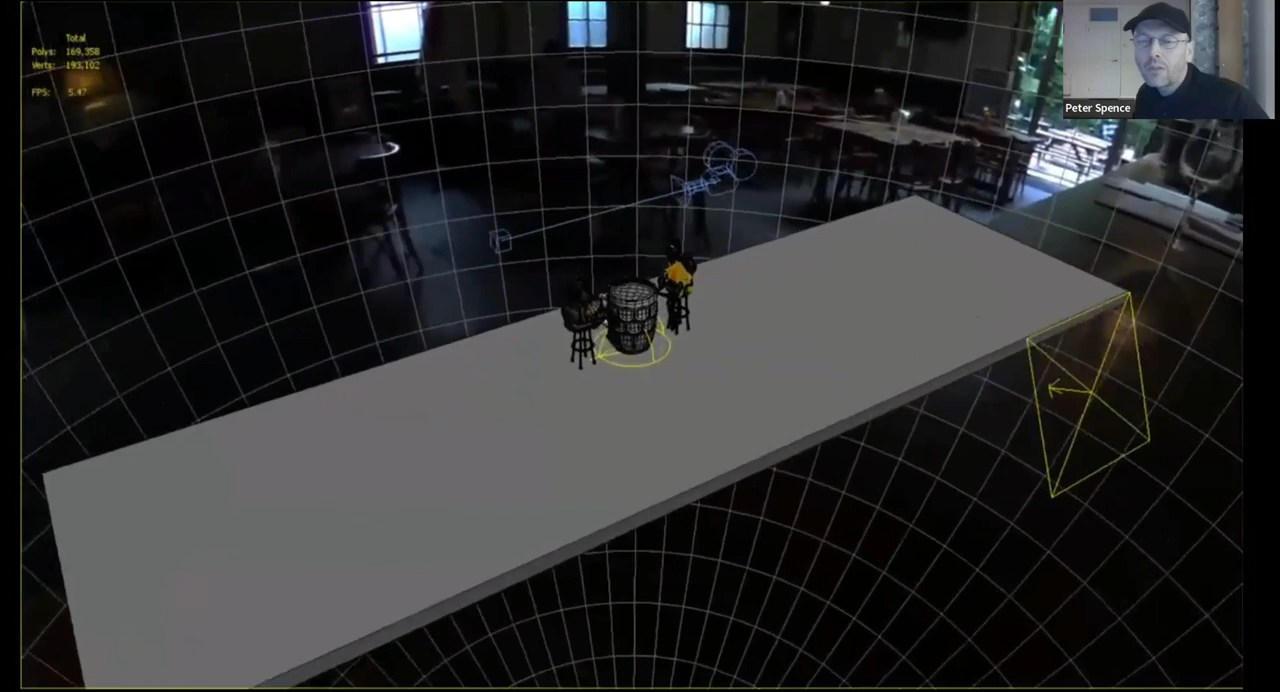 Total
Polys: 169,358
Verts: 193,102
FPS: 5.47
Peter Spence